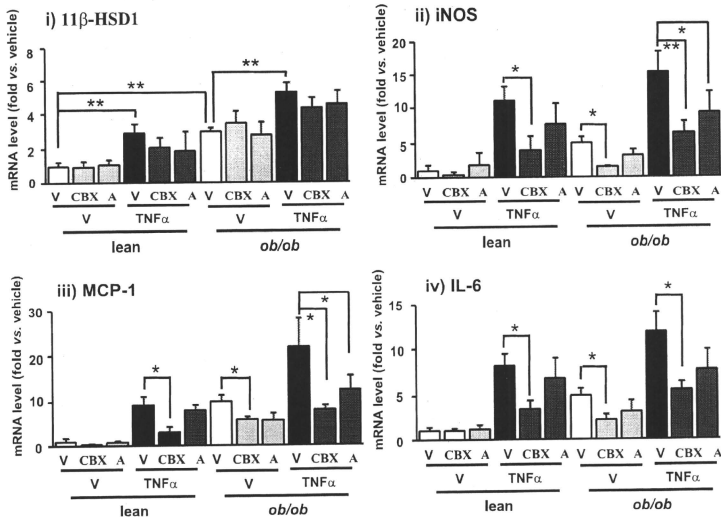 i) 11β-HSD1
mRNA level (fold vs. vehicle)
8
6
4
2
0
**
**
**
V CBX A V CBX A V CBX A V CBX A
V TNFα V TNFα
lean ob/ob
ii) iNOS
mRNA level (fold vs. vehicle)
20
15
10
5
0
*
*
*
**
V CBX A V CBX A V CBX A V CBX A
V TNFα V TNFα
lean ob/ob
iii) MCP-1
mRNA level (fold vs. vehicle)
30
20
10
0
*
*
*
*
V CBX A V CBX A V CBX A V CBX A
V TNFα V TNFα
lean ob/ob
iv) IL-6
mRNA level (fold vs. vehicle)
15
10
5
0
*
*
*
V CBX A V CBX A V CBX A V CBX A
V TNFα V TNFα
lean ob/ob